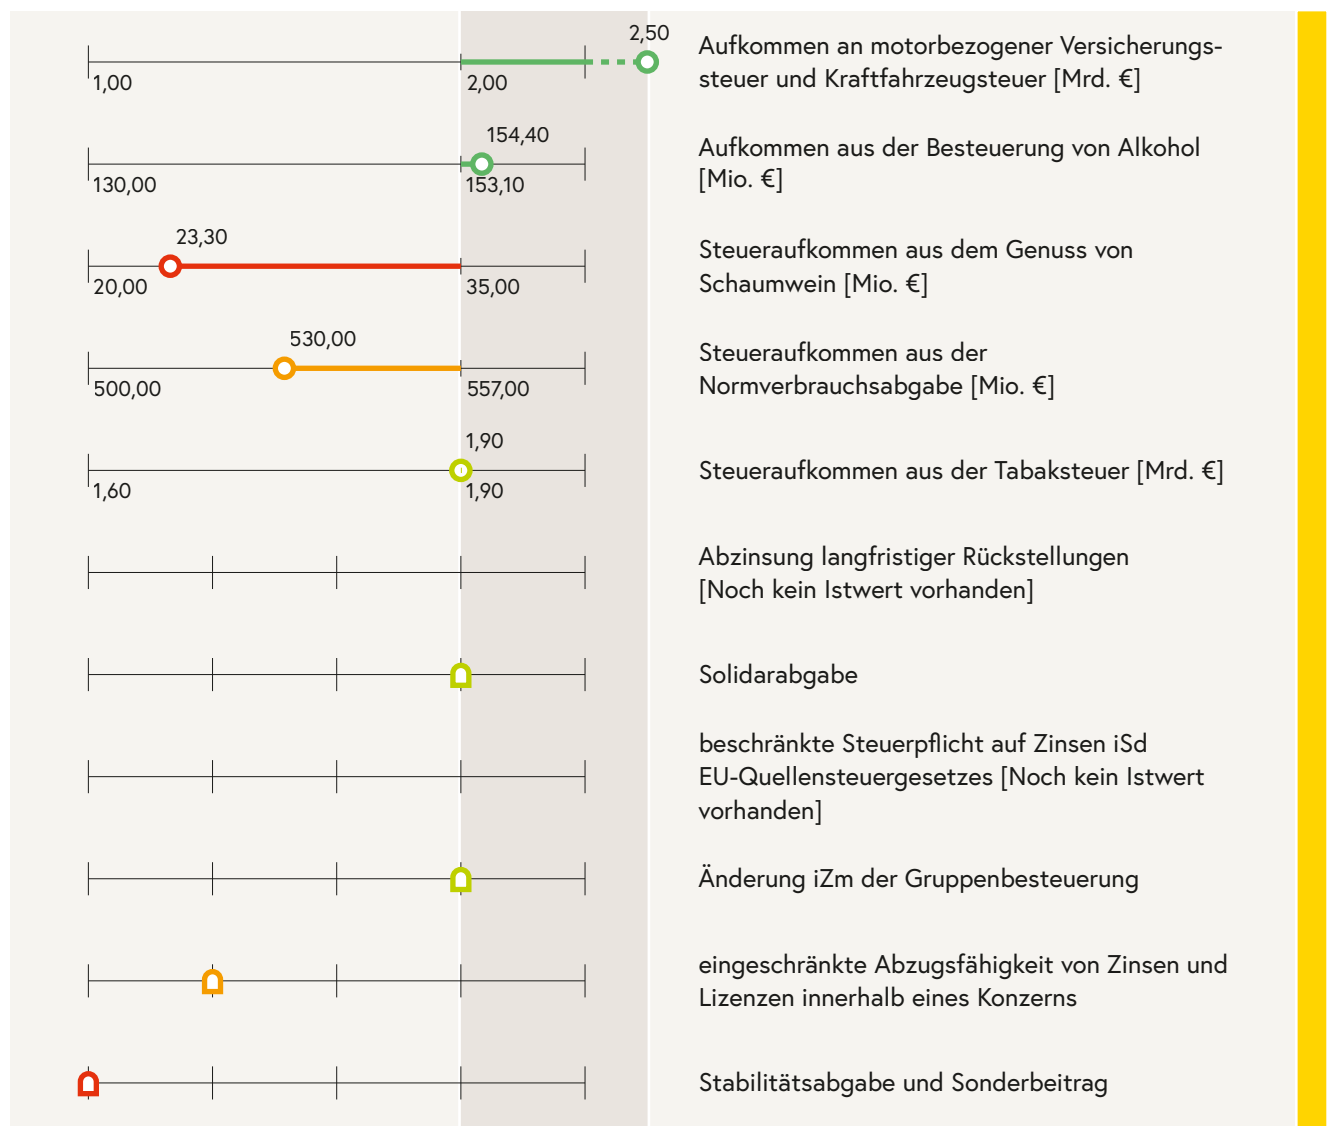 2,50
1,00
2,00
Aufkommen an motorbezogener Versicherungs-
steuer und Kraftfahrzeugsteuer [Mrd. €]
154,40
130,00
153,10
Aufkommen aus der Besteuerung von Alkohol
[Mio. €]
23,30
20,00
35,00
Steueraufkommen aus dem Genuss von
Schaumwein [Mio. €]
530,00
500,00
557,00
Steueraufkommen aus der
Normverbrauchsabgabe [Mio. €]
1,90
1,60
1,90
Steueraufkommen aus der Tabaksteuer [Mrd. €]
Abzinsung langfristiger Rückstellungen
[Noch kein Istwert vorhanden]
Solidarabgabe
beschränkte Steuerpflicht auf Zinsen iSd
EU-Quellensteuergesetzes [Noch kein Istwert
vorhanden]
Änderung iZm der Gruppenbesteuerung
eingeschränkte Abzugsfähigkeit von Zinsen und
Lizenzen innerhalb eines Konzerns
Stabilitätsabgabe und Sonderbeitrag